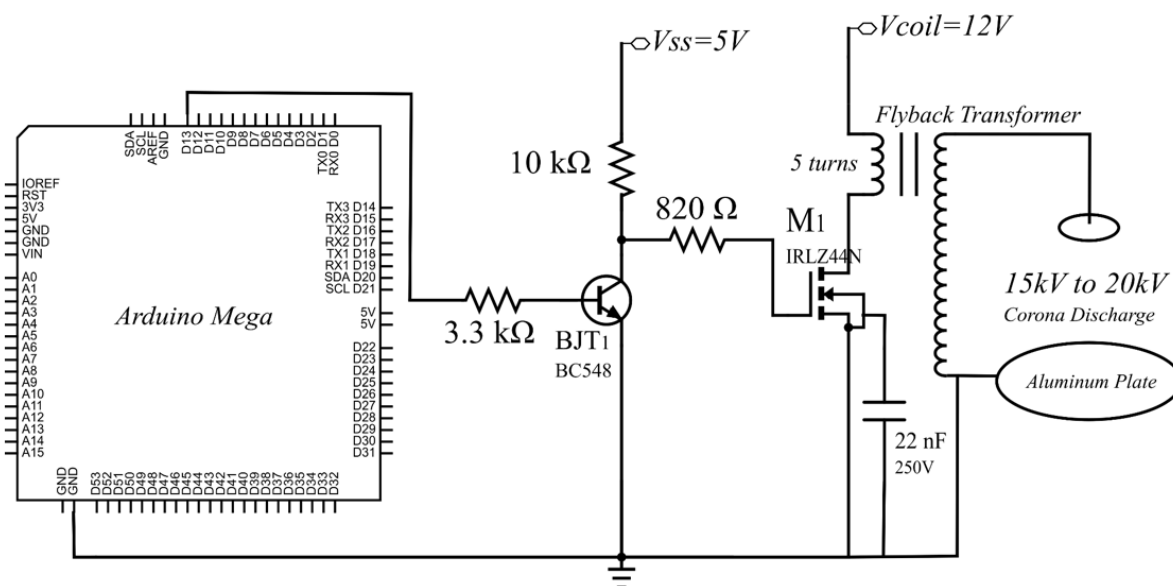 Vss=5V
Vcoil=12V
Flyback Transformer
5 turns
10 kΩ
820 Ω
M1
IRLZ44N
15kV to 20kV
Corona Discharge
Aluminum Plate
22 nF
250V
3.3 kΩ
BJT1
BC548
Arduino Mega
SDA
SCL
AREF
GND
D13
D12
D11
D10
D9
D8
D7
D6
D5
D4
D3
D2
TX0 D1
RX0 D0
IOREF
RST
3V3
5V
GND
GND
VIN
A0
A1
A2
A3
A4
A5
A6
A7
A8
A9
A10
A11
A12
A13
A14
A15
TX3 D14
RX3 D15
TX2 D16
RX2 D17
TX1 D18
RX1 D19
SDA D20
SCL D21
5V
5V
D22
D23
D24
D25
D26
D27
D28
D29
D30
D31
GND
GND
D53
D52
D51
D50
D49
D48
D47
D46
D45
D44
D43
D42
D41
D40
D39
D38
D37
D36
D35
D34
D33
D32